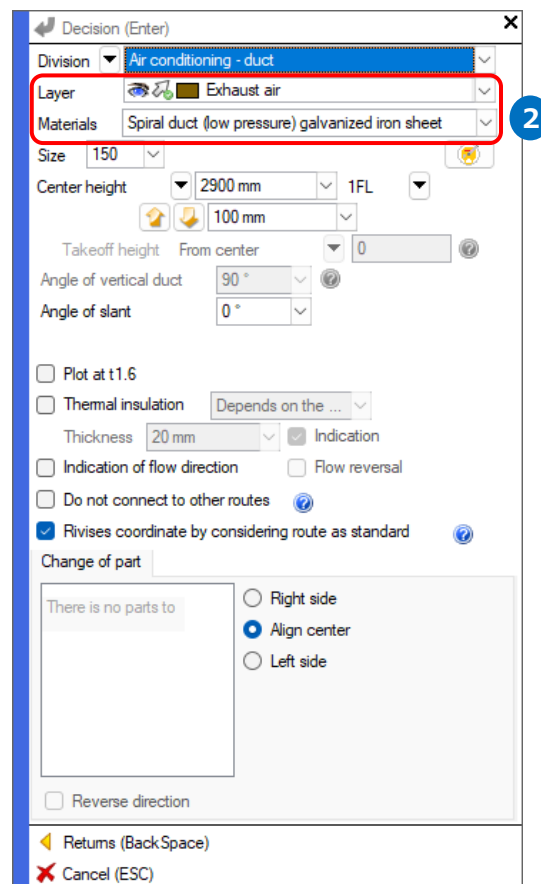 Decision (Enter)
Division Air conditioning - duct
Layer Exhaust air
Materials Spiral duct (low pressure) galvanized iron sheet
2
Size 150
Center height 2900 mm 1FL
100 mm
Takeoff height From center 0
Angle of vertical duct 90 °
Angle of slant 0 °
Plot at t1.6
Thermal insulation Depends on the ...
Thickness 20 mm Indication
Indication of flow direction Flow reversal
Do not connect to other routes
Rivises coordinate by considering route as standard
Change of part
There is no parts to
Right side
Align center
Left side
Reverse direction
Returns (BackSpace)
Cancel (ESC)